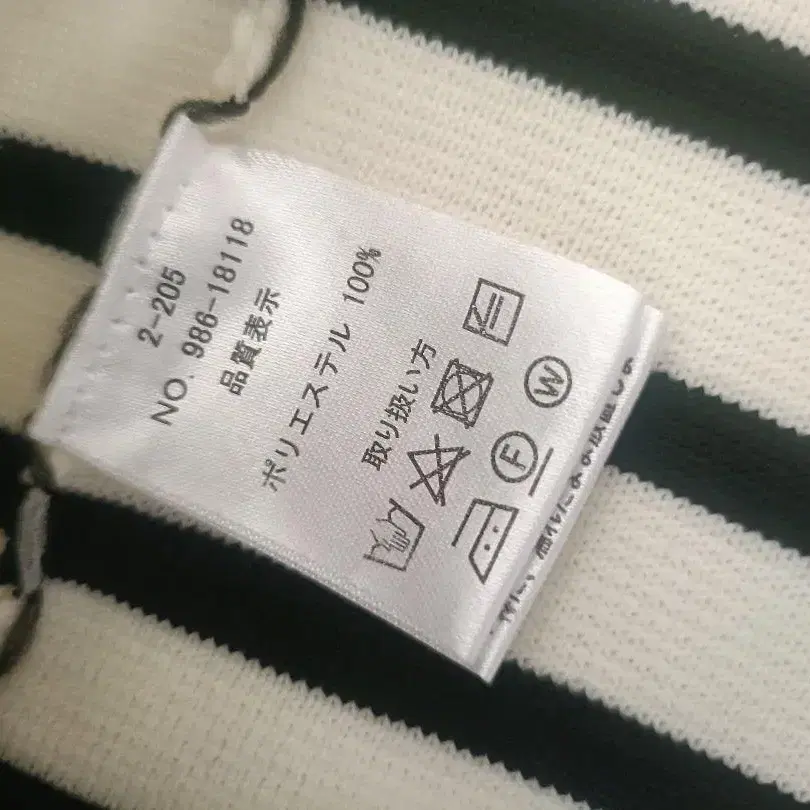 2-205
NO. 986-18118
品質表示
ポリエステル 100%
取り扱い方
F W